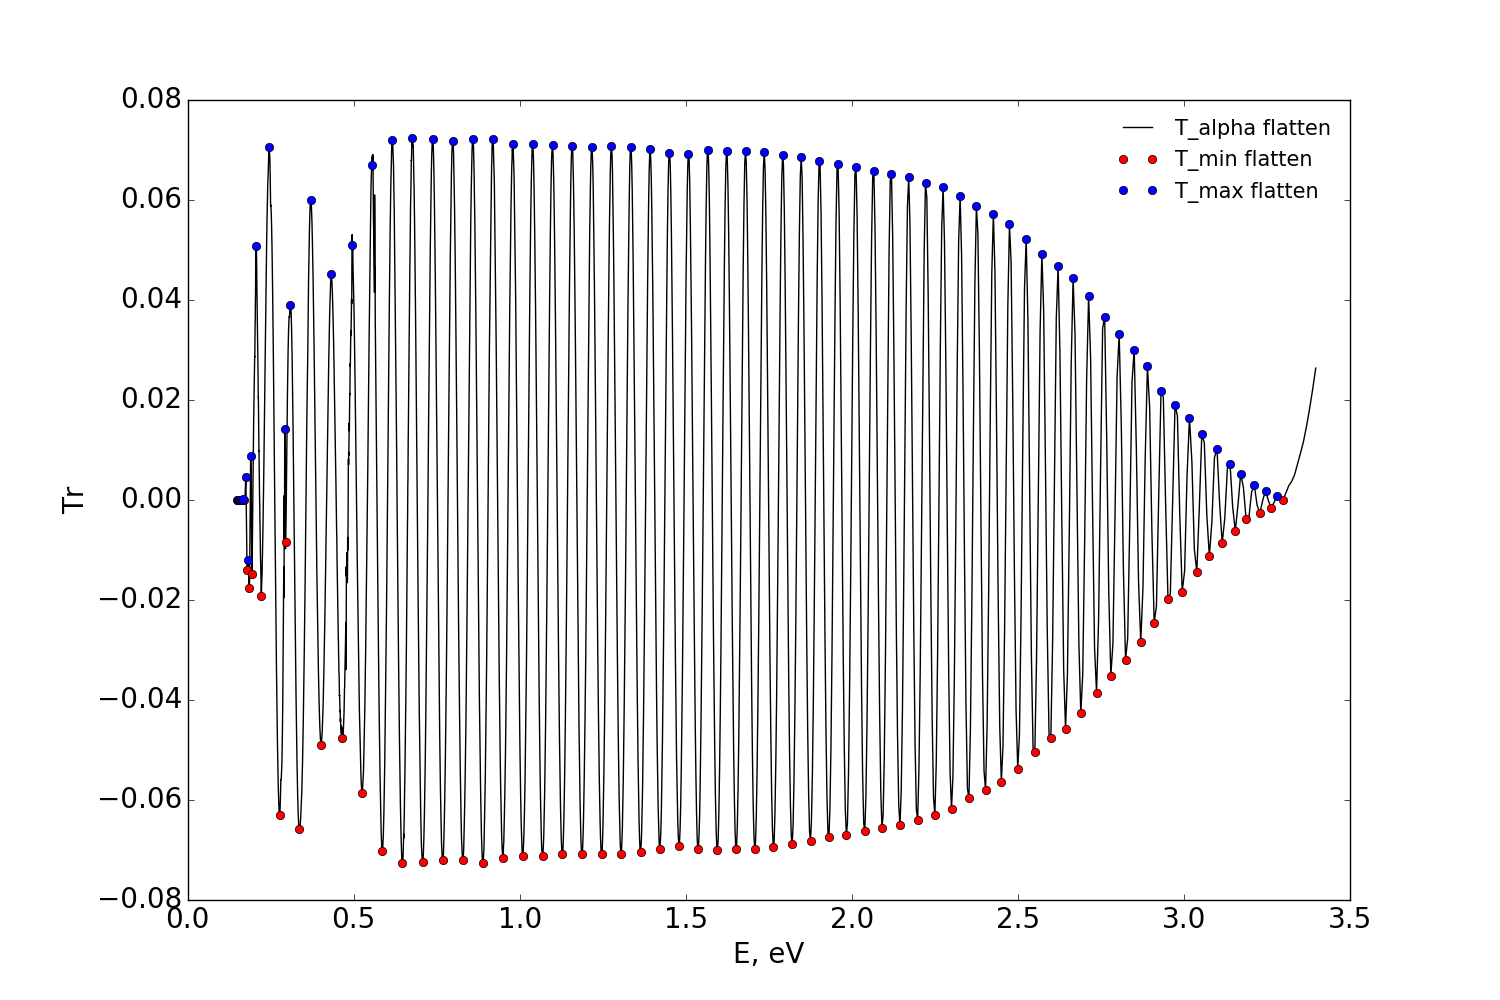 0.08
0.06
0.04
0.02
0.00
−0.02
−0.04
−0.06
−0.08
Tr
T_alpha flatten
T_min flatten
T_max flatten
0.0 0.5 1.0 1.5 2.0 2.5 3.0 3.5
E, eV